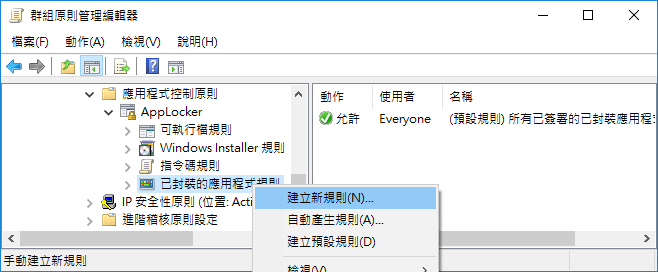 群組原則管理編輯器
檔案(F) 動作(A) 檢視(V) 說明(H)
應用程式控制原則
AppLocker
可執行檔規則
Windows Installer 規則
指令碼規則
已封裝的應用程式規則
IP 安全性原則 (位置: Acti
進階稽核原則設定
動作 使用者 名稱
允許 Everyone (預設規則) 所有已簽署的已封裝應用程
建立新規則(N)...
自動產生規則(A)...
建立預設規則(D)
檢視(V)
手動建立新規則